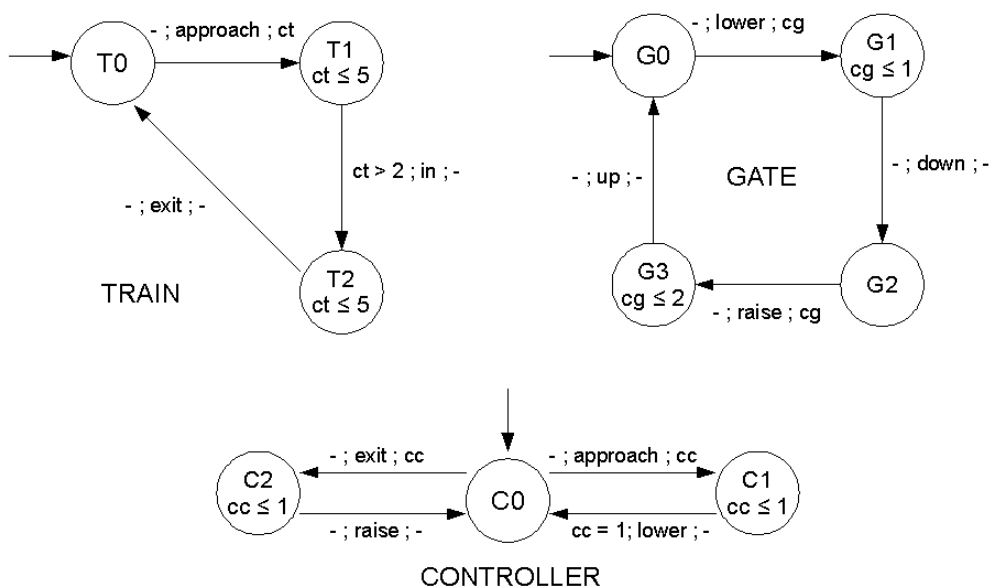 - ; approach ; ct
T0
T1
ct ≤ 5
ct > 2 ; in ; -
- ; exit ; -
T2
ct ≤ 5
TRAIN
- ; lower ; cg
G0
G1
cg ≤ 1
- ; up ; -
GATE
- ; down ; -
G3
cg ≤ 2
G2
- ; raise ; cg
- ; exit ; cc
- ; approach ; cc
C2
cc ≤ 1
C0
C1
cc ≤ 1
- ; raise ; -
cc = 1; lower ; -
CONTROLLER